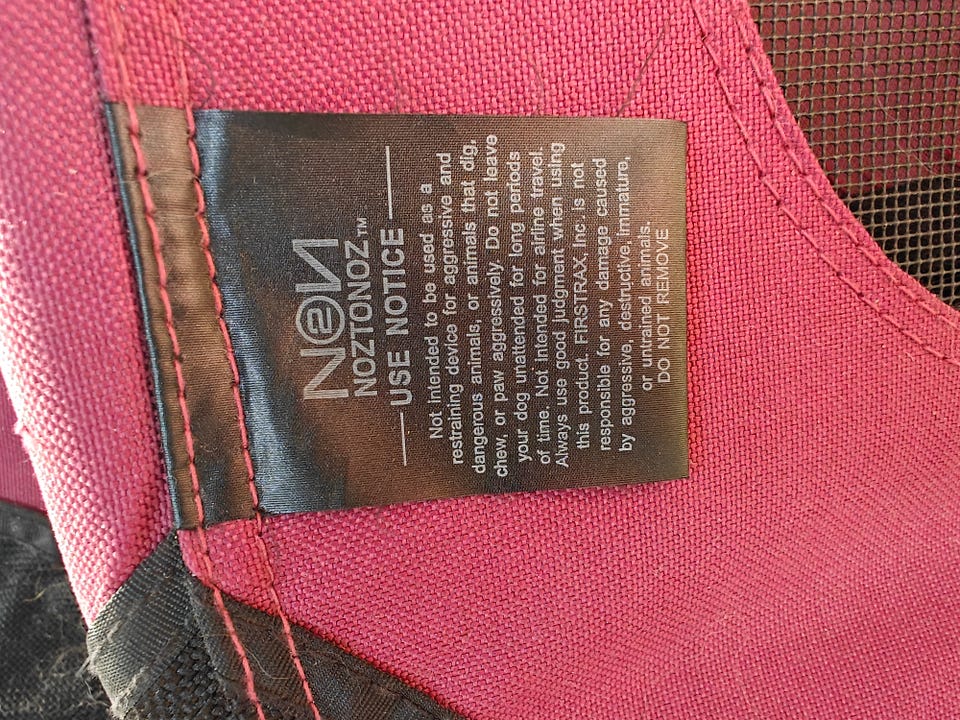 N2N
NOZTONOZ™
USE NOTICE
Not intended to be used as a
restraining device for aggressive and
dangerous animals, or animals that dig,
chew, or paw aggressively. Do not leave
your dog unattended for long periods
of time. Not intended for airline travel.
Always use good judgment when using
this product. FIRSTRAX, Inc. is not
responsible for any damage caused
by aggressive, destructive, immature,
or untrained animals.
DO NOT REMOVE